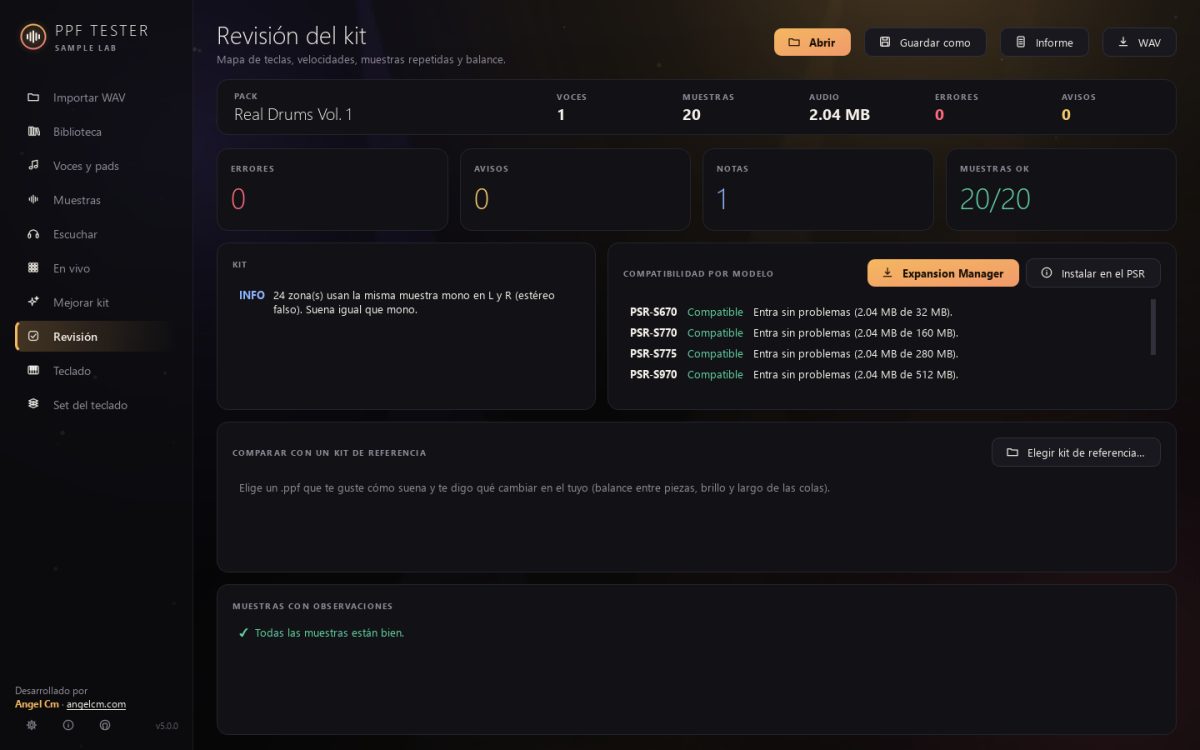 PPF TESTER
SAMPLE LAB
Importar WAV
Biblioteca
Voces y pads
Muestras
Escuchar
En vivo
Mejorar kit
Revisión
Teclado
Set del teclado
Desarrollado por
Angel Cm · angelcm.com
v5.0.0
Revisión del kit
Mapa de teclas, velocidades, muestras repetidas y balance.
Abrir
Guardar como
Informe
WAV
PACK
Real Drums Vol. 1
VOCES
1
MUESTRAS
20
AUDIO
2.04 MB
ERRORES
0
AVISOS
0
ERRORES
0
AVISOS
0
NOTAS
1
MUESTRAS OK
20/20
KIT
INFO 24 zona(s) usan la misma muestra mono en L y R (estéreo
falso). Suena igual que mono.
COMPATIBILIDAD POR MODELO
Expansion Manager
Instalar en el PSR
PSR-S670 Compatible Entra sin problemas (2.04 MB de 32 MB).
PSR-S770 Compatible Entra sin problemas (2.04 MB de 160 MB).
PSR-S775 Compatible Entra sin problemas (2.04 MB de 280 MB).
PSR-S970 Compatible Entra sin problemas (2.04 MB de 512 MB).
COMPARAR CON UN KIT DE REFERENCIA
Elegir kit de referencia...
Elige un .ppf que te guste cómo suena y te digo qué cambiar en el tuyo (balance entre piezas, brillo y largo de las colas).
MUESTRAS CON OBSERVACIONES
✓ Todas las muestras están bien.